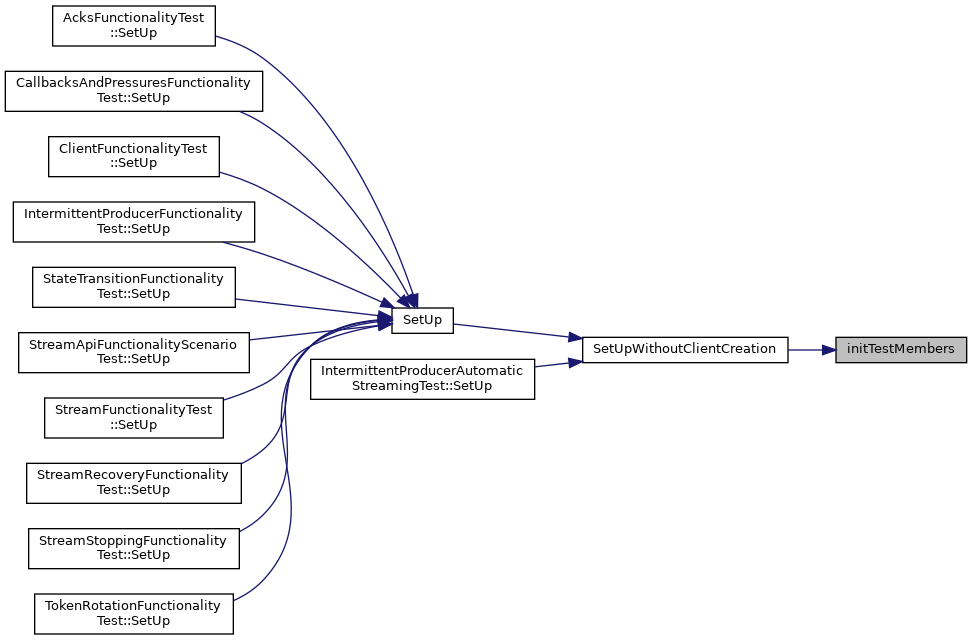 AcksFunctionalityTest
::SetUp
CallbacksAndPressuresFunctionality
Test::SetUp
ClientFunctionalityTest
::SetUp
IntermittentProducerFunctionality
Test::SetUp
StateTransitionFunctionality
Test::SetUp
StreamApiFunctionalityScenario
Test::SetUp
StreamFunctionalityTest
::SetUp
StreamRecoveryFunctionality
Test::SetUp
StreamStoppingFunctionality
Test::SetUp
TokenRotationFunctionality
Test::SetUp
SetUp
IntermittentProducerAutomatic
StreamingTest::SetUp
SetUpWithoutClientCreation
initTestMembers